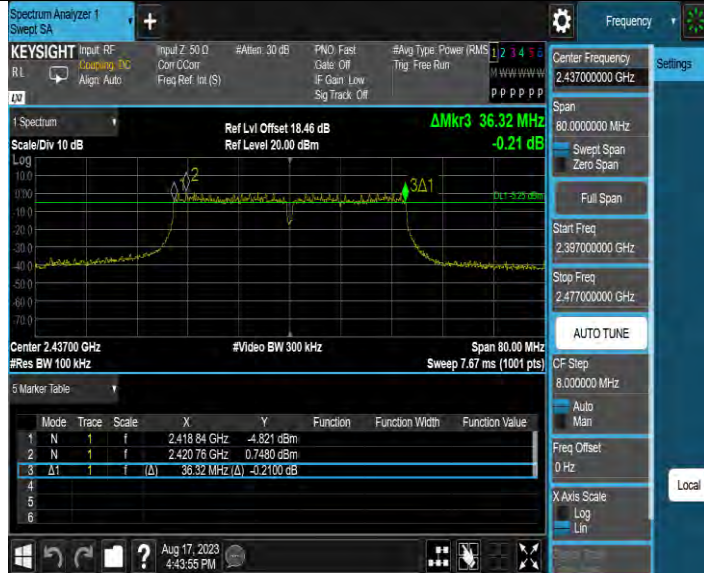 Spectrum Analyzer 1
Swept SA
+
Frequency
KEYSIGHT
RL
LXI
Input: RF
Coupling: DC
Align: Auto
Input Z: 50 Ω
Corr CCorr
Freq Ref: Int (S)
#Atten: 30 dB
PNO: Fast
Gate: Off
IF Gain: Low
Sig Track: Off
#Avg Type: Power (RMS
Trig: Free Run
1 2 3 4 5 6
M W W W W W
P P P P P P
1 Spectrum
Scale/Div 10 dB
Ref Lvl Offset 18.46 dB
Ref Level 20.00 dBm
ΔMkr3 36.32 MHz
-0.21 dB
Log
10.0
0.00
-10.0
-20.0
-30.0
-40.0
-50.0
-60.0
-70.0
2
3Δ1
DL1 -5.25 dBm
Center 2.43700 GHz
#Res BW 100 kHz
#Video BW 300 kHz
Span 80.00 MHz
Sweep 7.67 ms (1001 pts)
5 Marker Table
Mode Trace Scale X Y Function Function Width Function Value
1 N 1 f 2.418 84 GHz -4.821 dBm
2 N 1 f 2.420 76 GHz 0.7480 dBm
3 Δ1 1 f (Δ) 36.32 MHz (Δ) -0.2100 dB
4
5
6
Aug 17, 2023
4:43:55 PM
?
Center Frequency
2.437000000 GHz
Span
80.0000000 MHz
Swept Span
Zero Span
Full Span
Start Freq
2.397000000 GHz
Stop Freq
2.477000000 GHz
AUTO TUNE
CF Step
8.000000 MHz
Auto
Man
Freq Offset
0 Hz
X Axis Scale
Log
Lin
Settings
Local